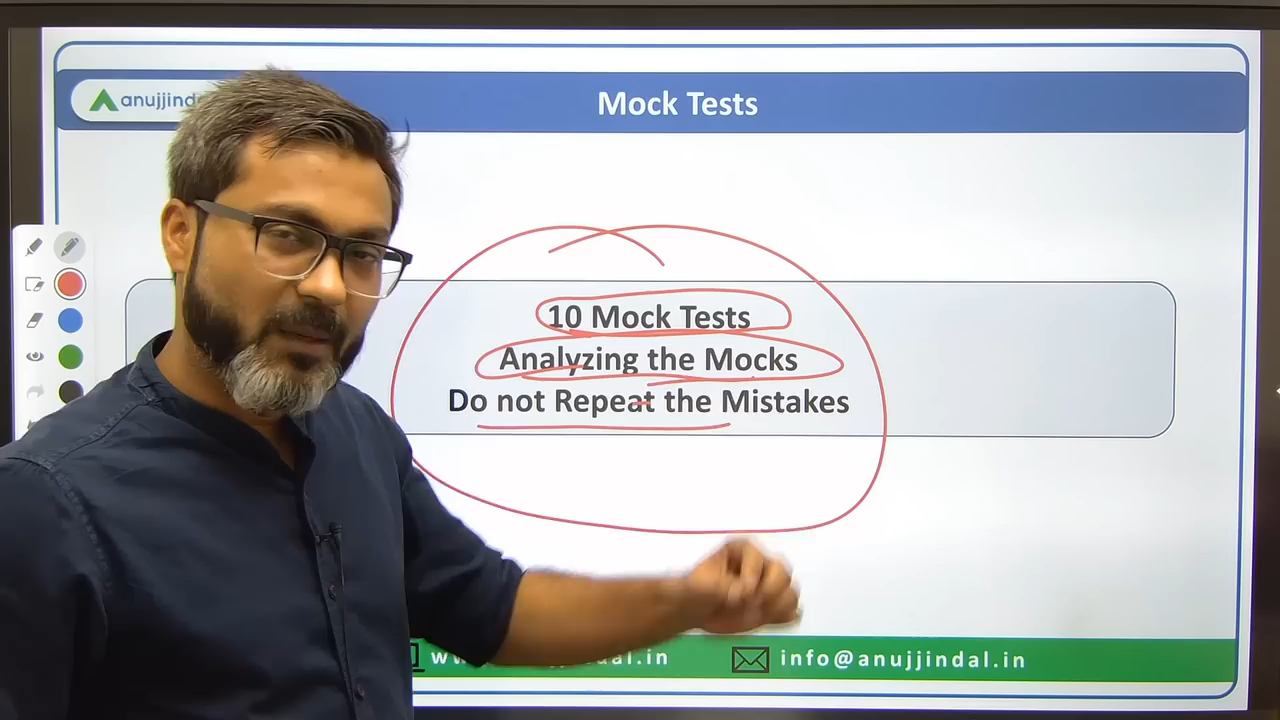 anujjind
Mock Tests
10 Mock Tests
Analyzing the Mocks
Do not Repeat the Mistakes
info@anujjindal.in